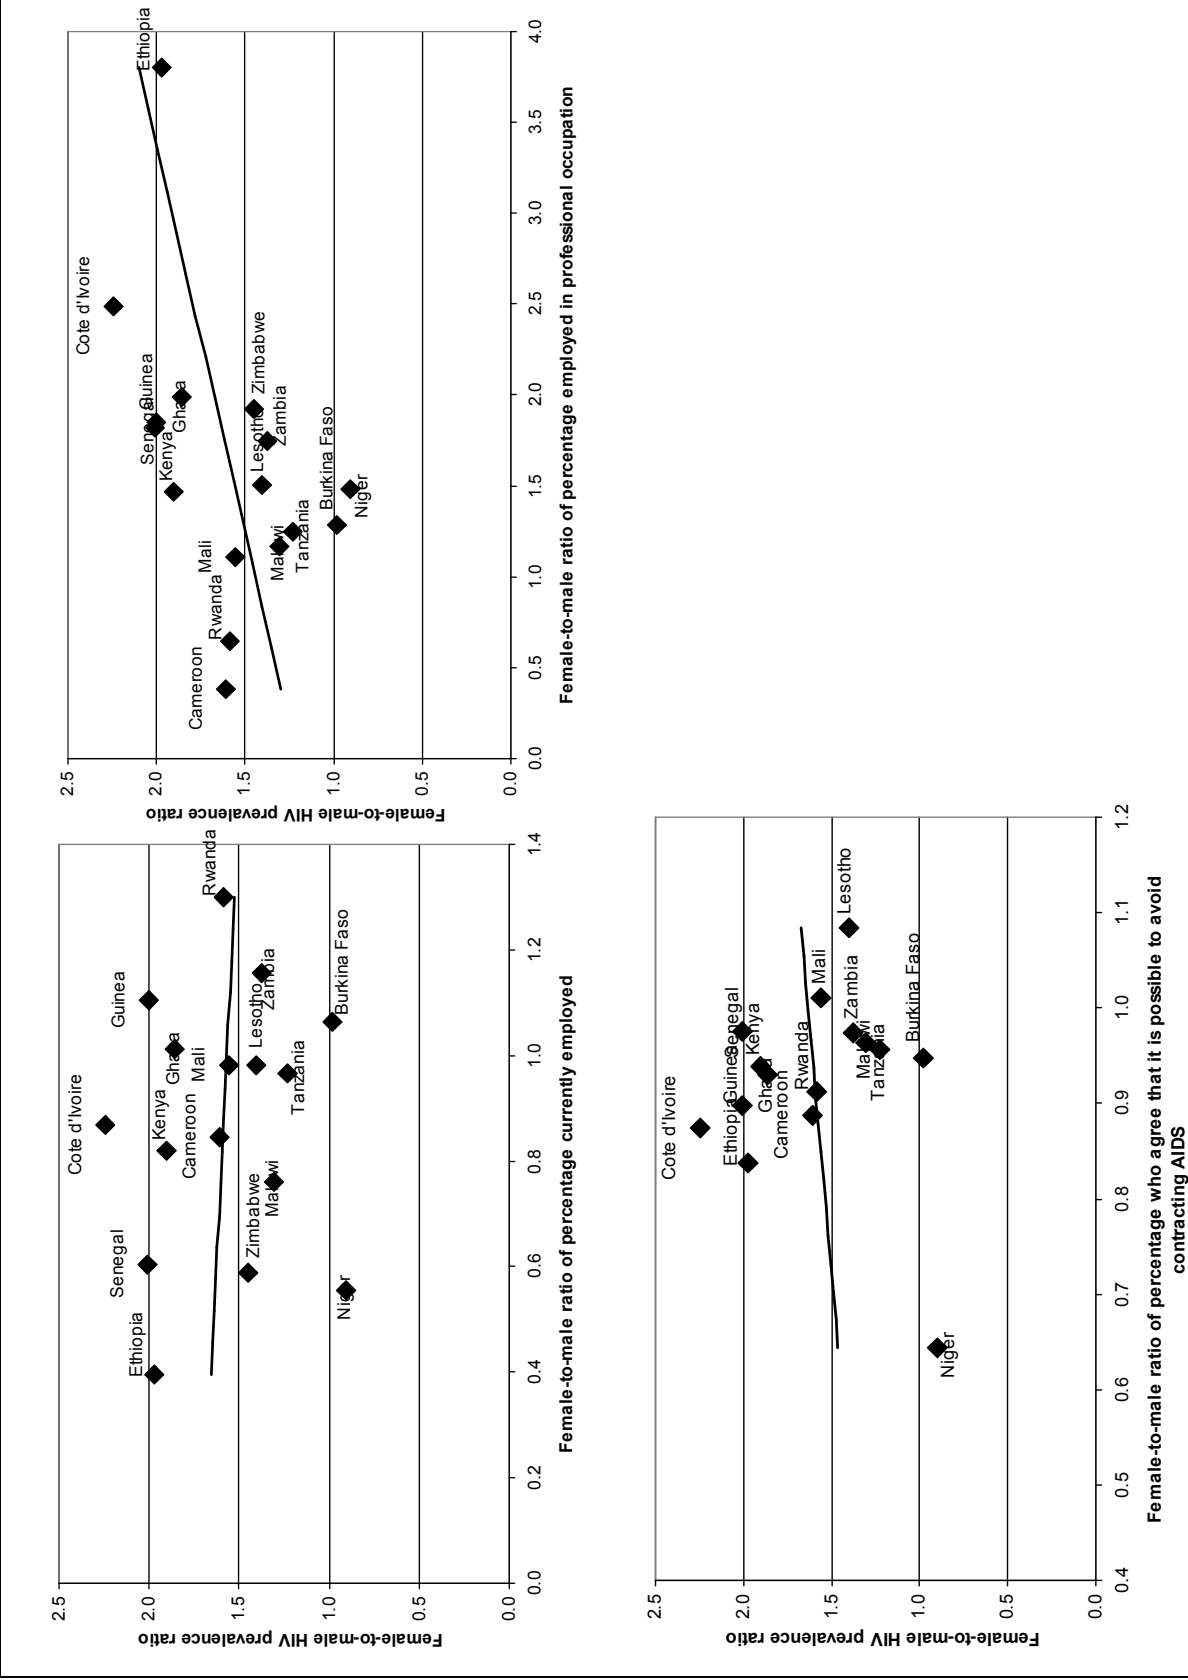 Female-to-male HIV prevalence ratio
2.5
2.0
1.5
1.0
0.5
0.0
0.0
0.2
0.4
0.6
0.8
1.0
1.2
1.4
Ethiopia
Senegal
Cote d'Ivoire
Kenya
Cameroon
Guinea
Ghana
Mali
Rwanda
Zimbabwe
Malawi
Lesotho
Zambia
Tanzania
Burkina Faso
Niger
Female-to-male ratio of percentage currently employed
Female-to-male HIV prevalence ratio
2.5
2.0
1.5
1.0
0.5
0.0
0.0
0.5
1.0
1.5
2.0
2.5
3.0
3.5
4.0
Cameroon
Rwanda
Mali
Kenya
Senegal
Guinea
Ghana
Cote d'Ivoire
Ethiopia
Malawi
Tanzania
Lesotho
Zimbabwe
Zambia
Burkina Faso
Niger
Female-to-male ratio of percentage employed in professional occupation
Female-to-male HIV prevalence ratio
2.5
2.0
1.5
1.0
0.5
0.0
0.4
0.5
0.6
0.7
0.8
0.9
1.0
1.1
1.2
Cote d'Ivoire
Ethiopia
Guinea
Senegal
Kenya
Ghana
Cameroon
Rwanda
Mali
Lesotho
Zambia
Malawi
Tanzania
Burkina Faso
Niger
Female-to-male ratio of percentage who agree that it is possible to avoid
contracting AIDS